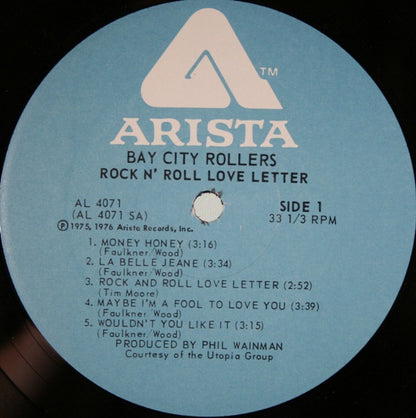 TM
ARISTA
BAY CITY ROLLERS
ROCK N' ROLL LOVE LETTER
AL 4071
(AL 4071 SA)
Ⓟ1975, 1976 Arista Records, Inc.
SIDE 1
33 1/3 RPM
1. MONEY HONEY (3:16)
(Faulkner/Wood)
2. LA BELLE JEANE (3:34)
(Faulkner/Wood)
3. ROCK AND ROLL LOVE LETTER (2:52)
(Tim Moore)
4. MAYBE I'M A FOOL TO LOVE YOU (3:39)
(Faulkner/Wood)
5. WOULDN'T YOU LIKE IT (3:15)
(Faulkner/Wood)
PRODUCED BY PHIL WAINMAN
Courtesy of the Utopia Group